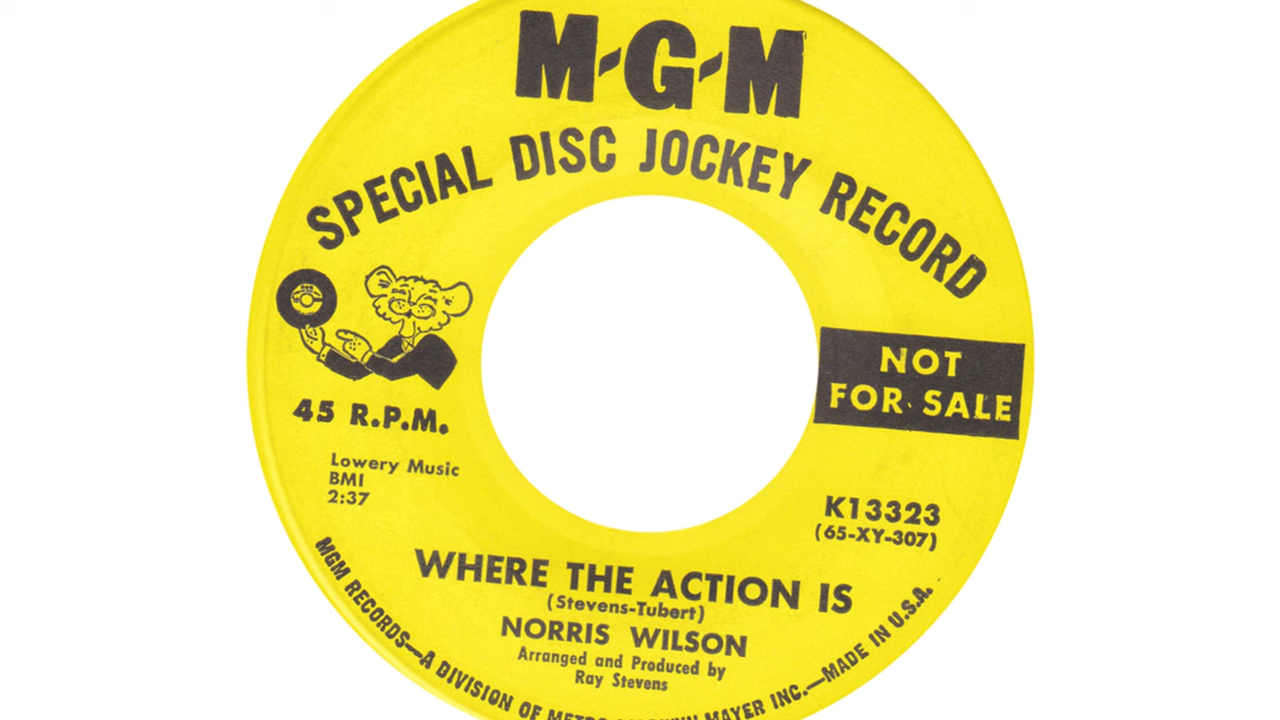 M-G-M
SPECIAL DISC JOCKEY RECORD
NOT
FOR SALE
45 R.P.M.
Lowery Music
BMI
2:37
K13323
(65-XY-307)
WHERE THE ACTION IS
(Stevens-Tubert)
NORRIS WILSON
Arranged and Produced by
Ray Stevens
MGM RECORDS—A DIVISION OF METRO-GOLDWYN-MAYER INC.—MADE IN U.S.A.